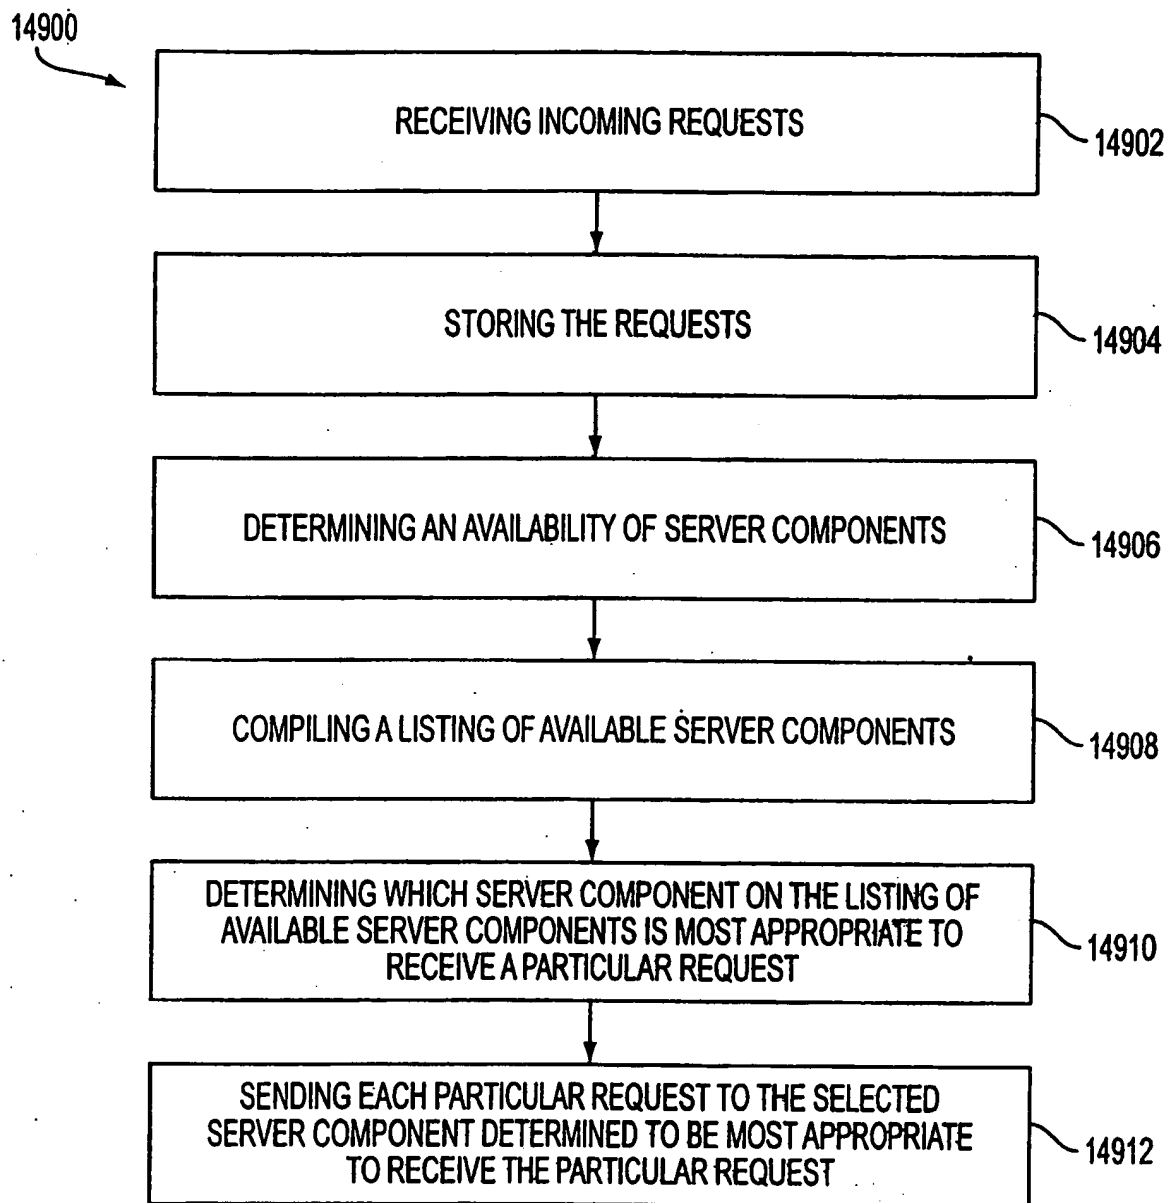 14900
RECEIVING INCOMING REQUESTS
14902
STORING THE REQUESTS
14904
DETERMINING AN AVAILABILITY OF SERVER COMPONENTS
14906
COMPILING A LISTING OF AVAILABLE SERVER COMPONENTS
14908
DETERMINING WHICH SERVER COMPONENT ON THE LISTING OF
AVAILABLE SERVER COMPONENTS IS MOST APPROPRIATE TO
RECEIVE A PARTICULAR REQUEST
14910
SENDING EACH PARTICULAR REQUEST TO THE SELECTED
SERVER COMPONENT DETERMINED TO BE MOST APPROPRIATE
TO RECEIVE THE PARTICULAR REQUEST
14912